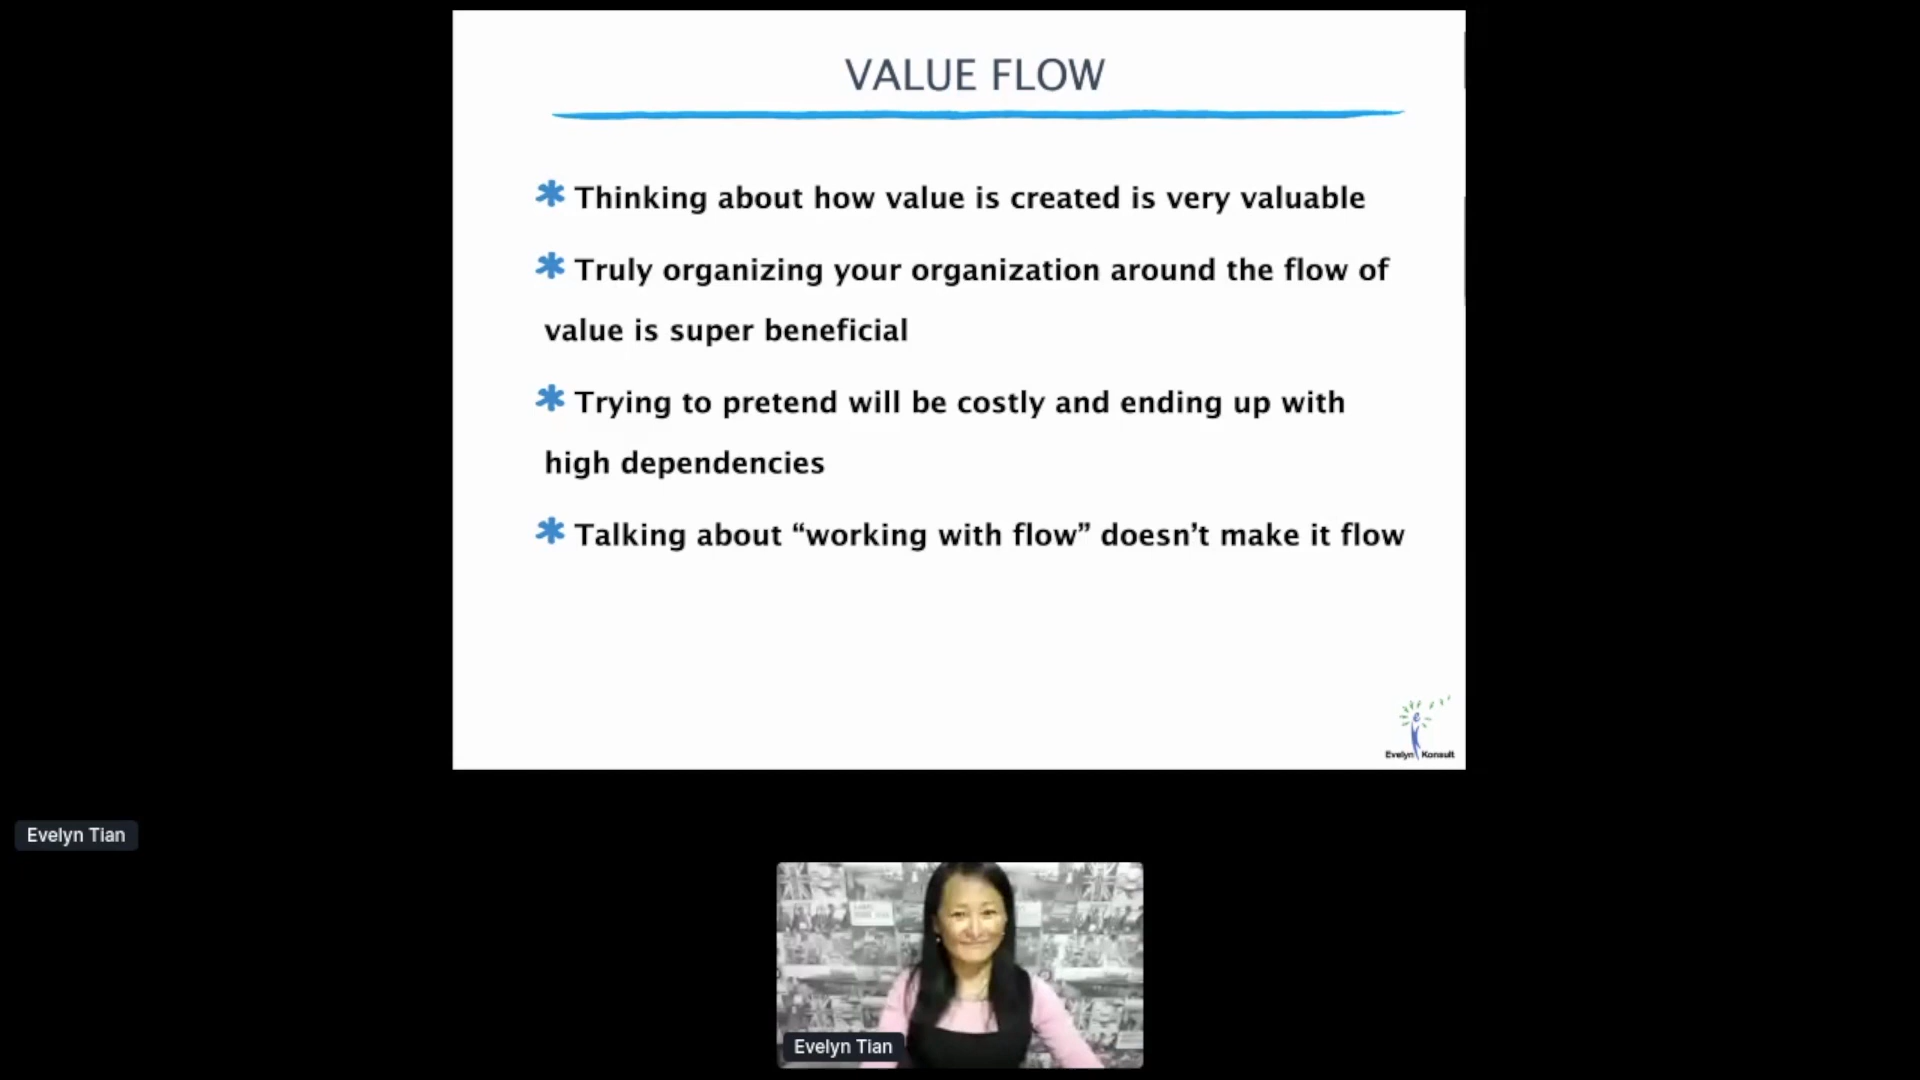 VALUE FLOW
* Thinking about how value is created is very valuable
* Truly organizing your organization around the flow of
value is super beneficial
* Trying to pretend will be costly and ending up with
high dependencies
* Talking about “working with flow” doesn’t make it flow
e
Evelyn Konsult
Evelyn Tian
Evelyn Tian